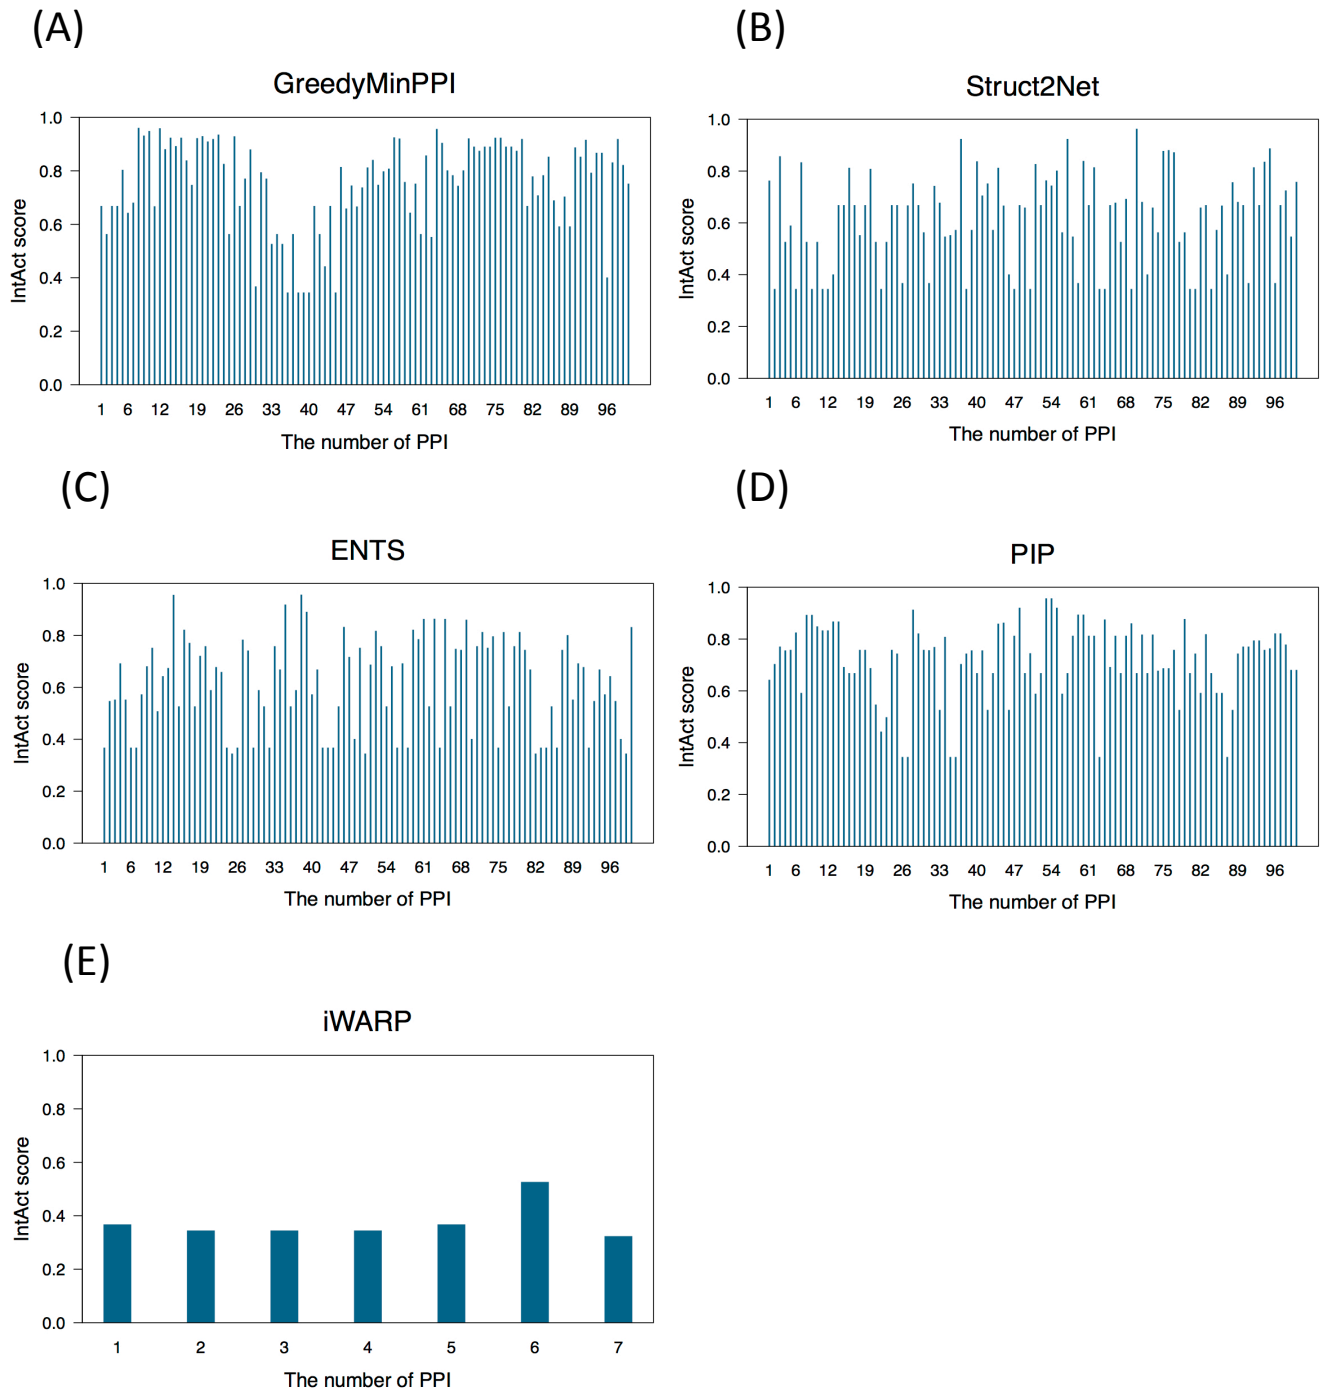 (A)
GreedyMinPPI
IntAct score
1.0
0.8
0.6
0.4
0.2
0.0
1 6 12 19 26 33 40 47 54 61 68 75 82 89 96
The number of PPI
(B)
Struct2Net
IntAct score
1.0
0.8
0.6
0.4
0.2
0.0
1 6 12 19 26 33 40 47 54 61 68 75 82 89 96
The number of PPI
(C)
ENTS
IntAct score
1.0
0.8
0.6
0.4
0.2
0.0
1 6 12 19 26 33 40 47 54 61 68 75 82 89 96
The number of PPI
(D)
PIP
IntAct score
1.0
0.8
0.6
0.4
0.2
0.0
1 6 12 19 26 33 40 47 54 61 68 75 82 89 96
The number of PPI
(E)
iWARP
IntAct score
1.0
0.8
0.6
0.4
0.2
0.0
1 2 3 4 5 6 7
The number of PPI